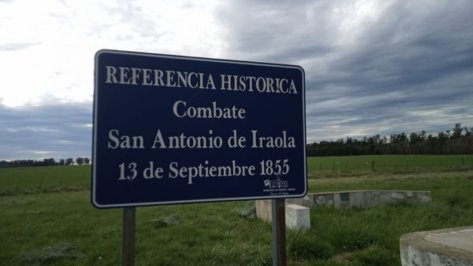 REFERENCIA HISTORICA
Combate
San Antonio de Iraola
13 de Septiembre 1855